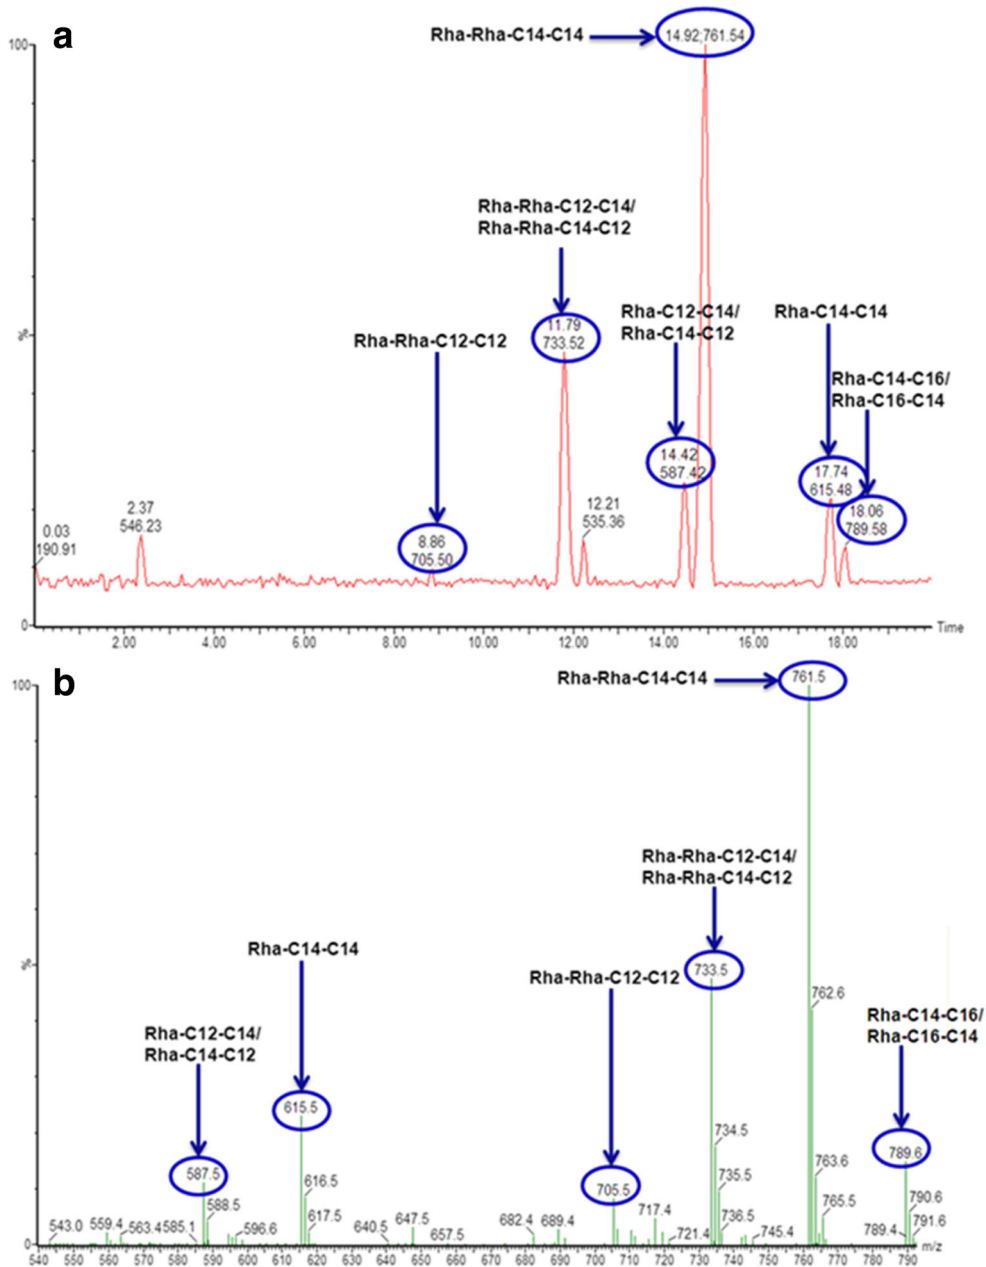 a
Rha-Rha-C14-C14
14.92;761.54
100
Rha-Rha-C12-C14/
Rha-Rha-C14-C12
11.79
733.52
Rha-C12-C14/
Rha-C14-C12
Rha-C14-C14
%
Rha-Rha-C12-C12
Rha-C14-C16/
Rha-C16-C14
14.42
587.42
17.74
615.48
2.37
546.23
12.21
535.36
18.06
789.58
0.03
190.91
8.86
705.50
0
2.00 4.00 6.00 8.00 10.00 12.00 14.00 16.00 18.00
Time
b
Rha-Rha-C14-C14
761.5
100
Rha-Rha-C12-C14/
Rha-Rha-C14-C12
Rha-C14-C14
%
733.5
Rha-Rha-C12-C12
762.6
Rha-C14-C16/
Rha-C16-C14
Rha-C12-C14/
Rha-C14-C12
615.5
734.5
789.6
587.5
763.6
705.5
616.5
735.5
790.6
588.5
765.5
617.5
647.5
717.4
736.5
791.6
543.0 559.4 563.4 585.1 596.6 640.5 657.5 682.4 689.4 721.4 745.4 789.4
0
m/z
540 550 560 570 580 590 600 610 620 630 640 650 660 670 680 690 700 710 720 730 740 750 760 770 780 790